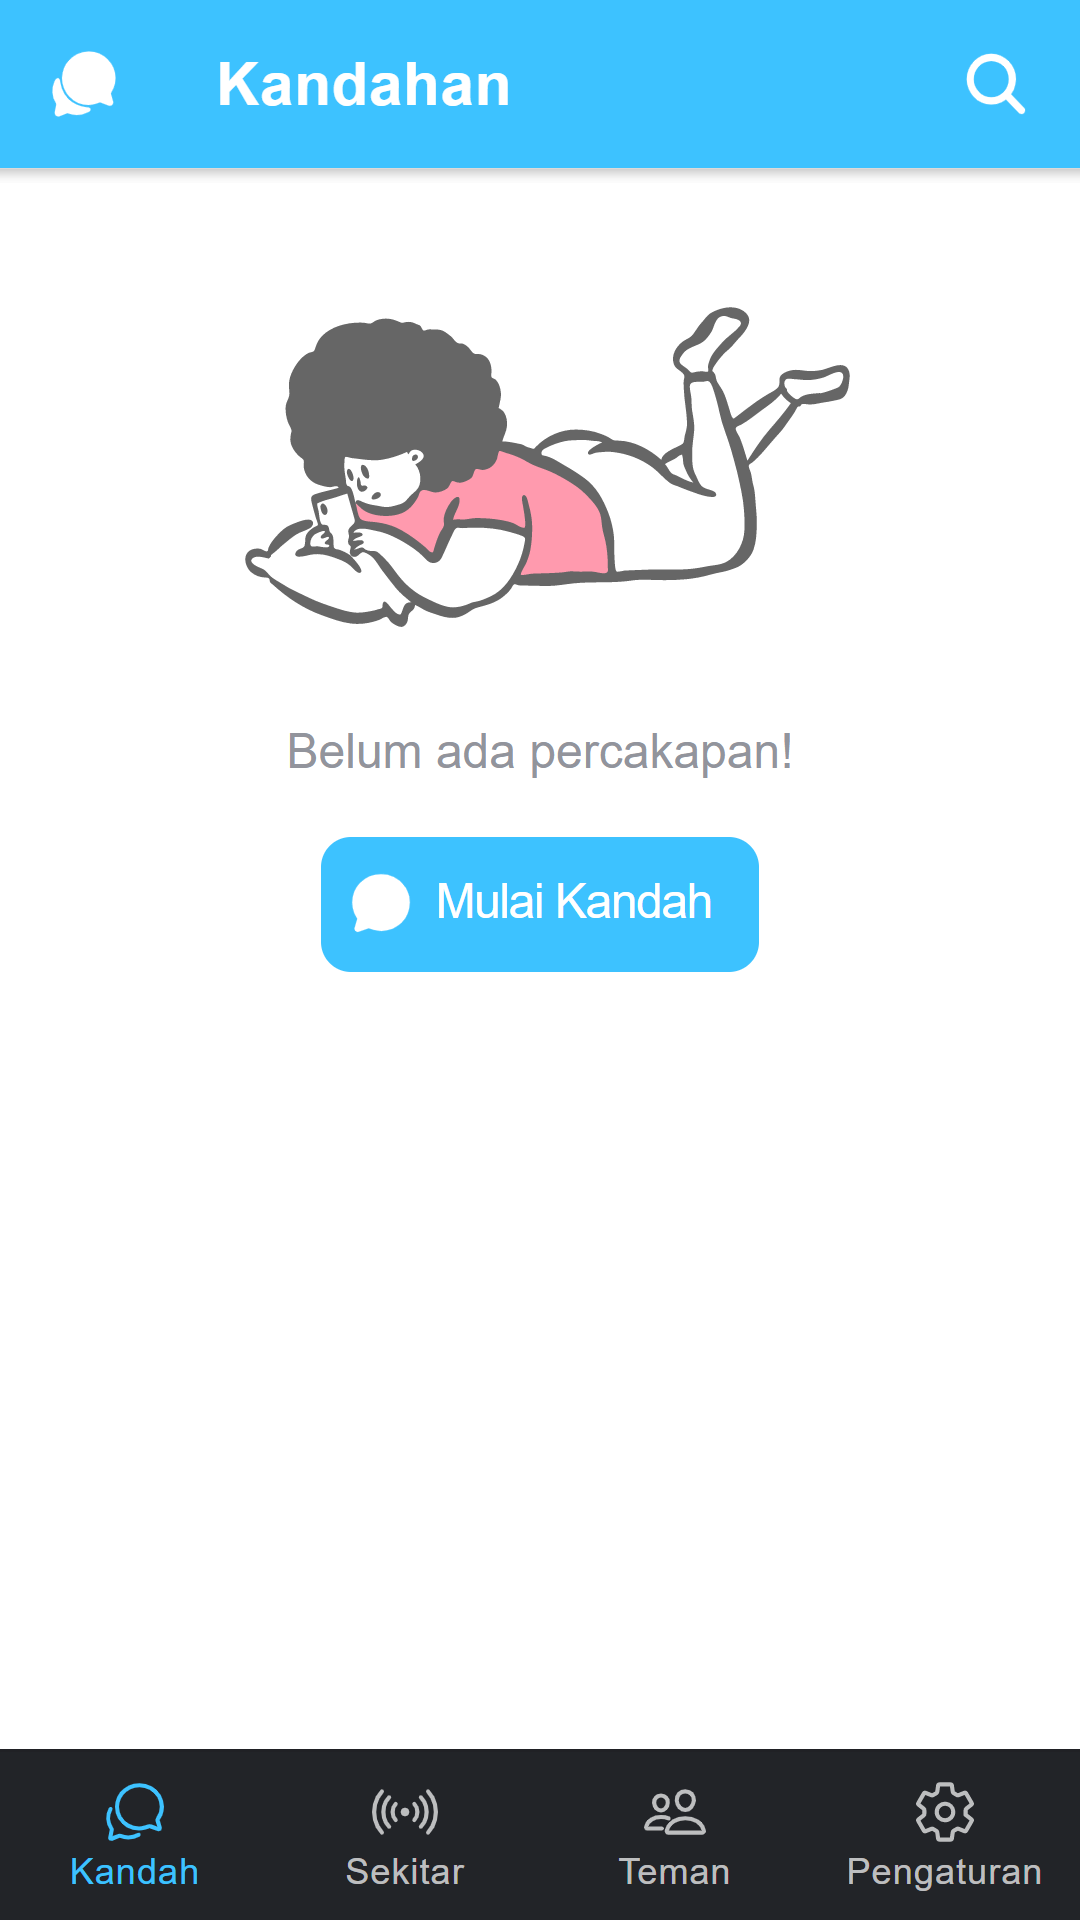 Kandahan
Belum ada percakapan!
Mulai Kandah
Kandah
Sekitar
Teman
Pengaturan